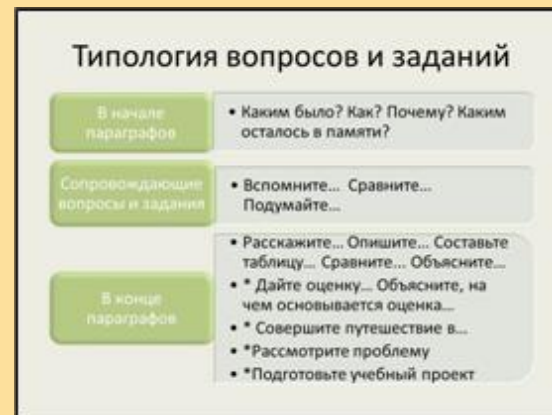 Типология вопросов и заданий
В начале
параграфов
• Каким было? Как? Почему? Каким
осталось в памяти?
Сопровождающие
вопросы и задания
• Вспомните... Сравните...
Подумайте...
В конце
параграфов
• Расскажите... Опишите... Составьте
таблицу... Сравните... Объясните...
• * Дайте оценку... Объясните, на
чем основывается оценка...
• * Совершите путешествие в...
• *Рассмотрите проблему
• *Подготовьте учебный проект